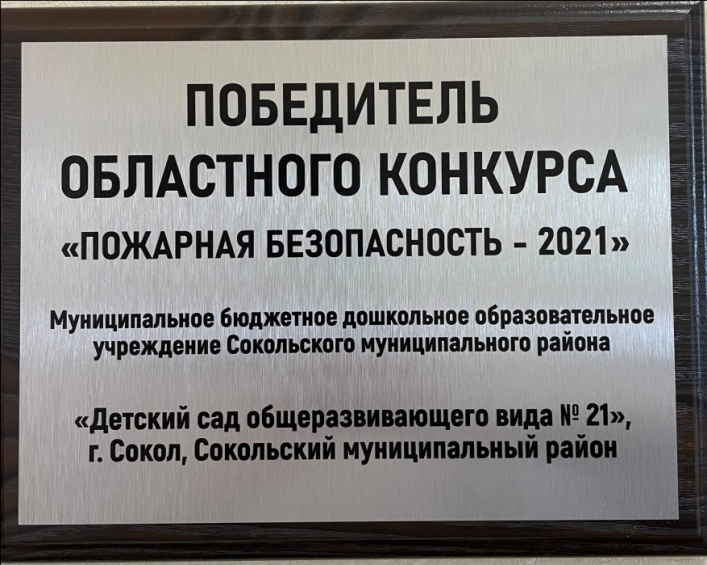 ПОБЕДИТЕЛЬ
ОБЛАСТНОГО КОНКУРСА
«ПОЖАРНАЯ БЕЗОПАСНОСТЬ – 2021»
Муниципальное бюджетное дошкольное образовательное
учреждение Сокольского муниципального района
«Детский сад общеразвивающего вида № 21»,
г. Сокол, Сокольский муниципальный район